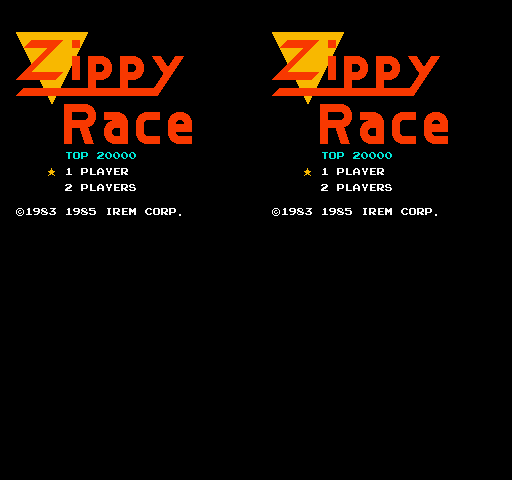 Zippy
Race
TOP 20000
1 PLAYER
2 PLAYERS
©1983 1985 IREM CORP.
Zippy
Race
TOP 20000
1 PLAYER
2 PLAYERS
©1983 1985 IREM CORP.